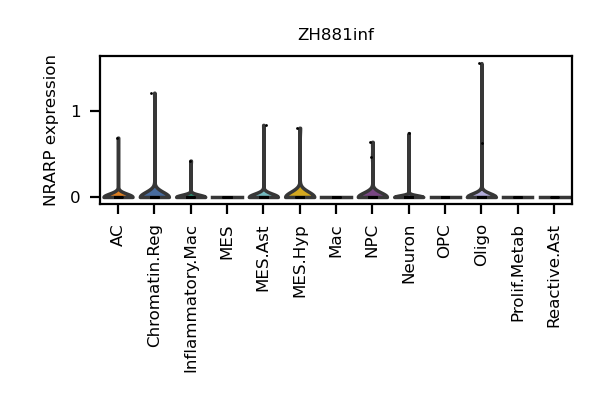 ZH881inf
NRARP expression
1
0
AC
Chromatin.Reg
Inflammatory.Mac
MES
MES.Ast
MES.Hyp
Mac
NPC
Neuron
OPC
Oligo
Prolif.Metab
Reactive.Ast